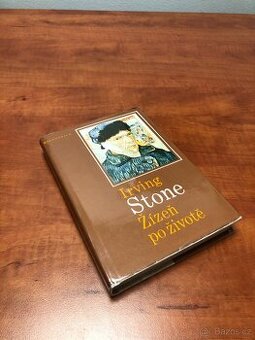 Irving
Stone
Žízeň
po životě
Bazos.cz